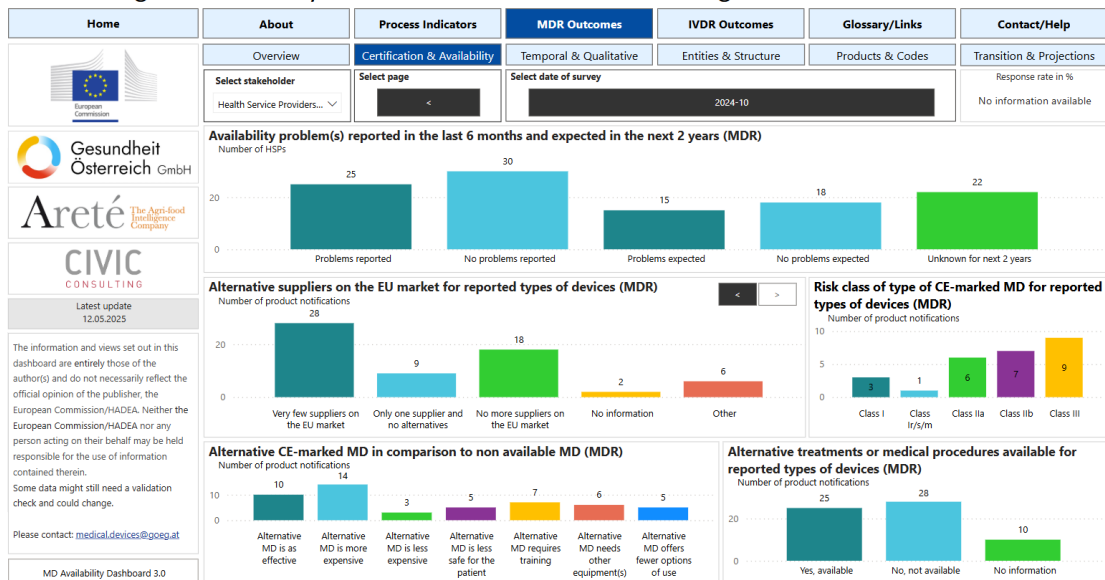 Home
About
Process Indicators
MDR Outcomes
IVDR Outcomes
Glossary/Links
Contact/Help
Overview
Certification & Availability
Temporal & Qualitative
Entities & Structure
Products & Codes
Transition & Projections
European
Commission
Select stakeholder
Health Service Providers...
Select page
<
Select date of survey
2024-10
Response rate in %
No information available
Gesundheit
Österreich GmbH
Areté The Agri-food
Intelligence
Company
CIVIC
CONSULTING
Latest update
12.05.2025
The information and views set out in this
dashboard are entirely those of the
author(s) and do not necessarily reflect the
official opinion of the publisher, the
European Commission/HADEA. Neither the
European Commission/HADEA nor any
person acting on their behalf may be held
responsible for the use of information
contained therein.
Some data might still need a validation
check and could change.
Please contact: medical.devices@goeg.at
MD Availability Dashboard 3.0
Availability problem(s) reported in the last 6 months and expected in the next 2 years (MDR)
Number of HSPs
20
0
25
30
15
18
22
Problems reported
No problems reported
Problems expected
No problems expected
Unknown for next 2 years
Alternative suppliers on the EU market for reported types of devices (MDR)
Number of product notifications
<
>
20
0
28
9
18
2
6
Very few suppliers on
the EU market
Only one supplier and
no alternatives
No more suppliers on
the EU market
No information
Other
Risk class of type of CE-marked MD for reported
types of devices (MDR)
Number of product notifications
10
5
0
3
1
6
7
9
Class I
Class
Ir/s/m
Class IIa
Class IIb
Class III
Alternative CE-marked MD in comparison to non available MD (MDR)
Number of product notifications
10
0
10
14
3
5
7
6
5
Alternative
MD is as
effective
Alternative
MD is more
expensive
Alternative
MD is less
expensive
Alternative
MD is less
safe for the
patient
Alternative
MD requires
training
Alternative
MD needs
other
equipment(s)
Alternative
MD offers
fewer options
of use
Alternative treatments or medical procedures available for
reported types of devices (MDR)
Number of product notifications
20
0
25
28
10
Yes, available
No, not available
No information